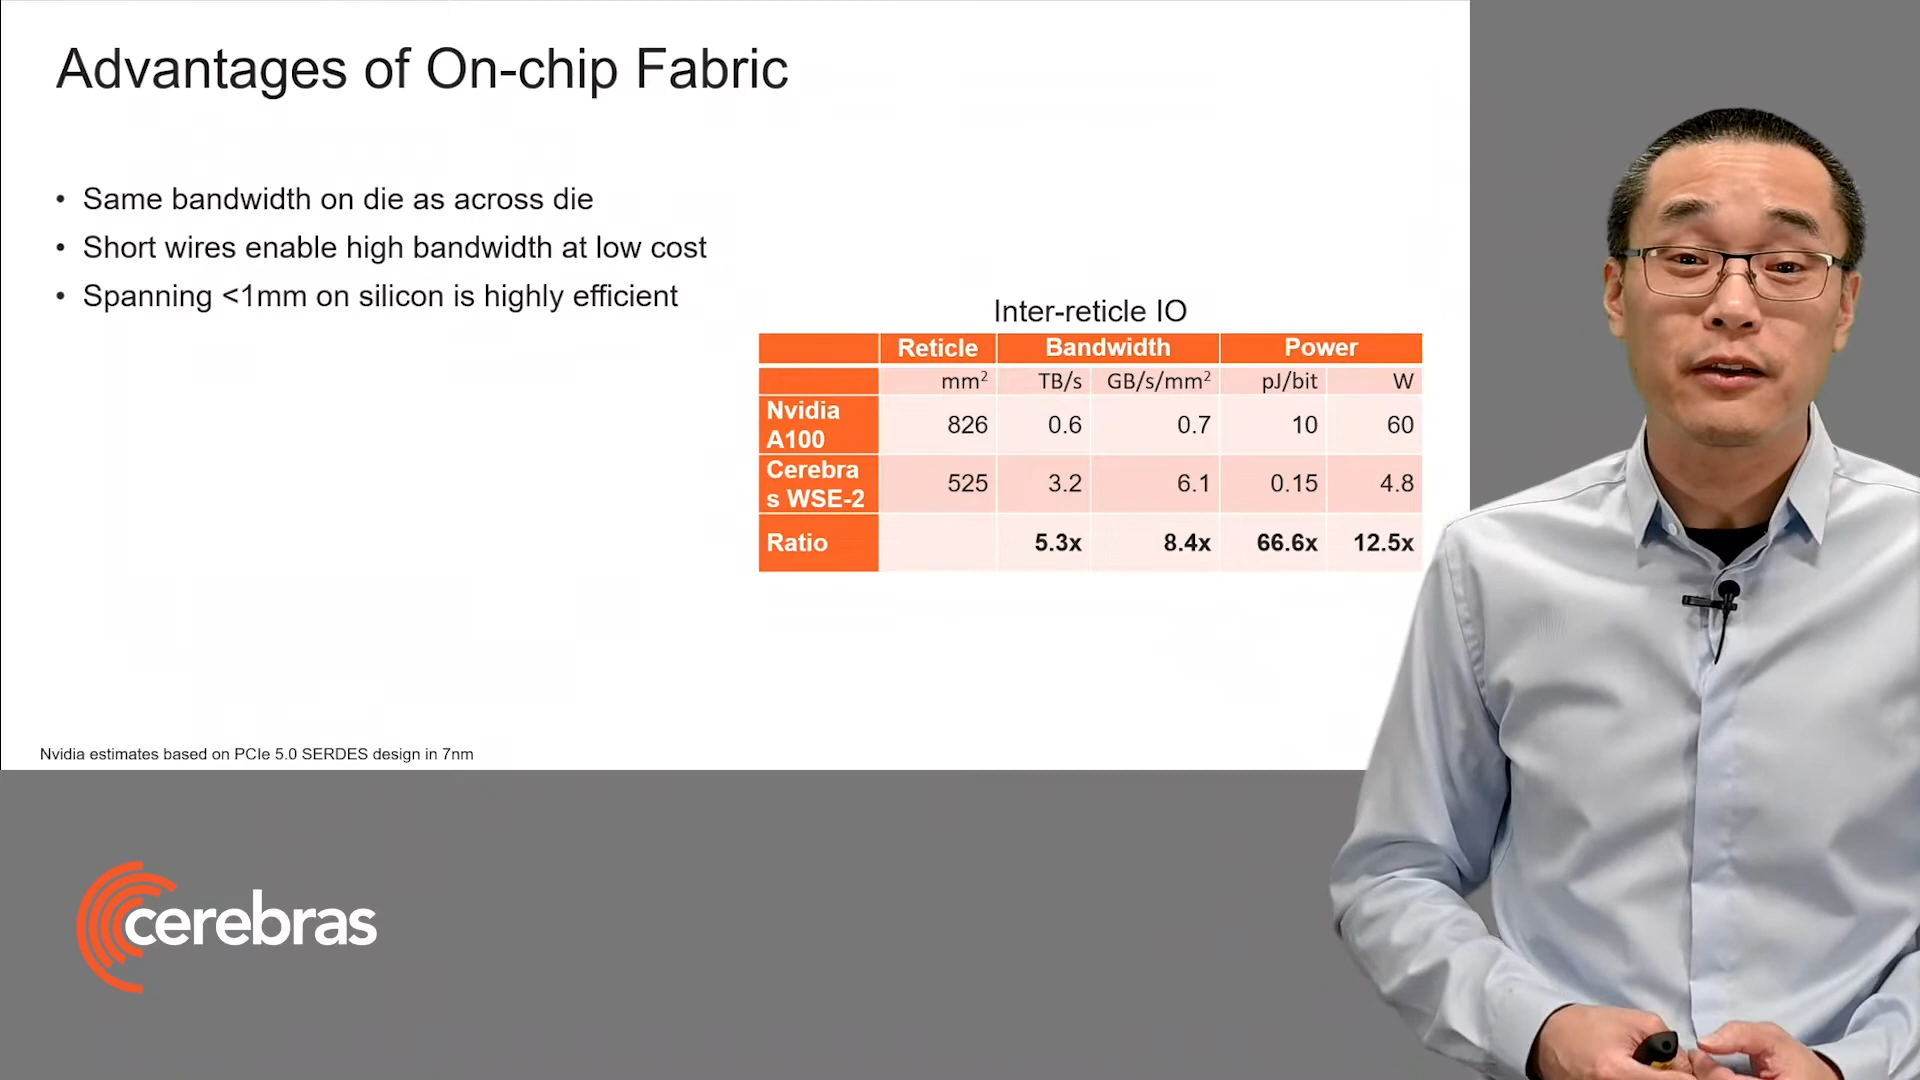 Advantages of On-chip Fabric
• Same bandwidth on die as across die
• Short wires enable high bandwidth at low cost
• Spanning <1mm on silicon is highly efficient
Inter-reticle IO
Reticle Bandwidth Power
mm² TB/s GB/s/mm² pJ/bit W
Nvidia
A100 826 0.6 0.7 10 60
Cerebra
s WSE-2 525 3.2 6.1 0.15 4.8
Ratio 5.3x 8.4x 66.6x 12.5x
Nvidia estimates based on PCIe 5.0 SERDES design in 7nm
cerebras